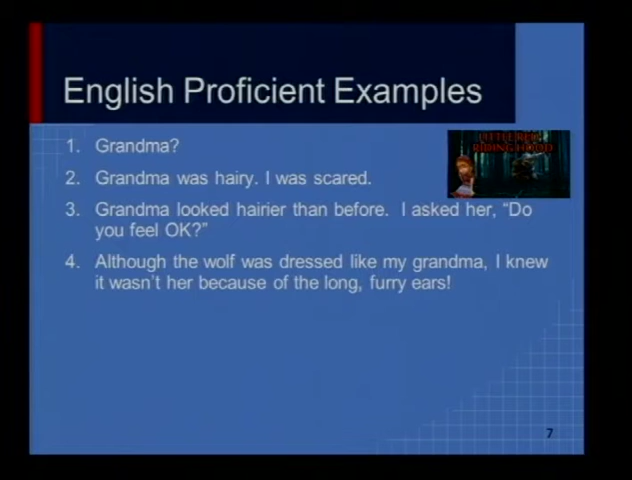 English Proficient Examples
LITTLE RED
RIDING HOOD
1. Grandma?
2. Grandma was hairy. I was scared.
3. Grandma looked hairier than before. I asked her, “Do
you feel OK?”
4. Although the wolf was dressed like my grandma, I knew
it wasn’t her because of the long, furry ears!
7